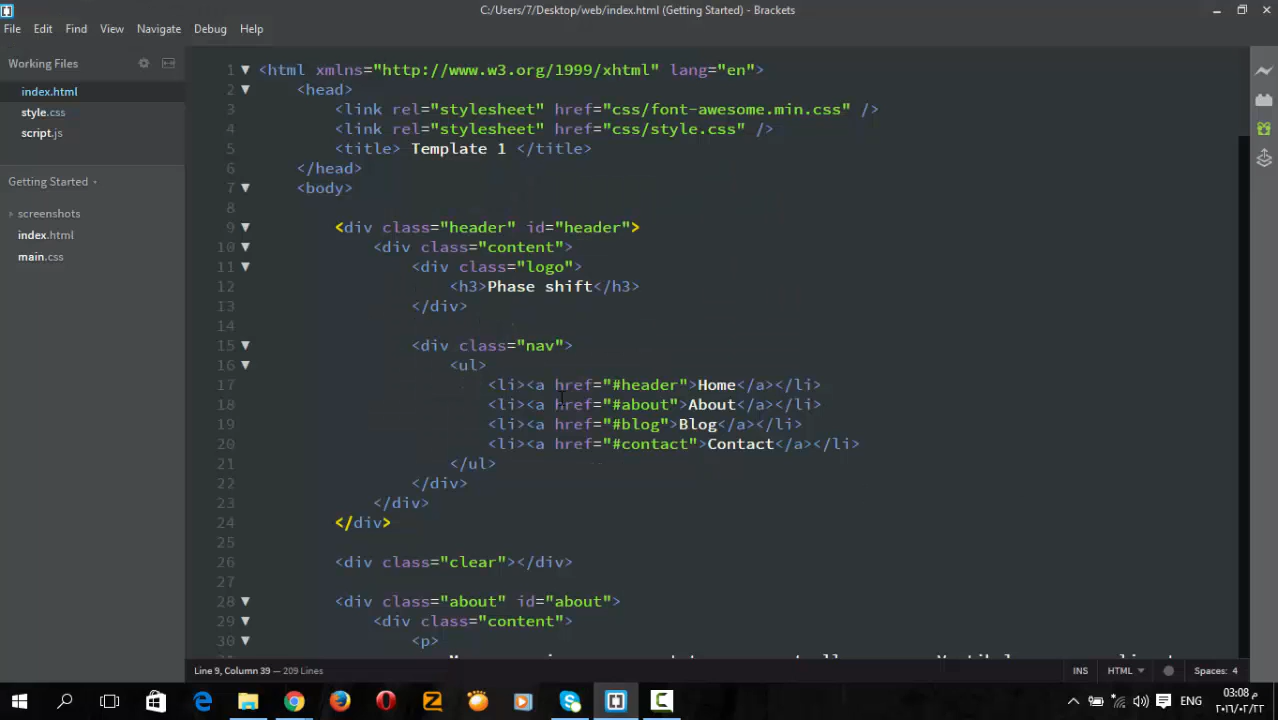 C:/Users/7/Desktop/web/index.html (Getting Started) - Brackets
File Edit Find View Navigate Debug Help
Working Files
index.html
style.css
script.js
Getting Started
screenshots
index.html
main.css
1 <html xmlns="http://www.w3.org/1999/xhtml" lang="en">
2 <head>
3 <link rel="stylesheet" href="css/font-awesome.min.css" />
4 <link rel="stylesheet" href="css/style.css" />
5 <title> Template 1 </title>
6 </head>
7 <body>
8
9 <div class="header" id="header">
10 <div class="content">
11 <div class="logo">
12 <h3>Phase shift</h3>
13 </div>
14
15 <div class="nav">
16 <ul>
17 <li><a href="#header">Home</a></li>
18 <li><a href="#about">About</a></li>
19 <li><a href="#blog">Blog</a></li>
20 <li><a href="#contact">Contact</a></li>
21 </ul>
22 </div>
23 </div>
24 </div>
25
26 <div class="clear"></div>
27
28 <div class="about" id="about">
29 <div class="content">
30 <p>
Line 9, Column 39 — 209 Lines
INS HTML Spaces: 4
ENG
03:08 م
٢٠١٦/٠٢/٢٢